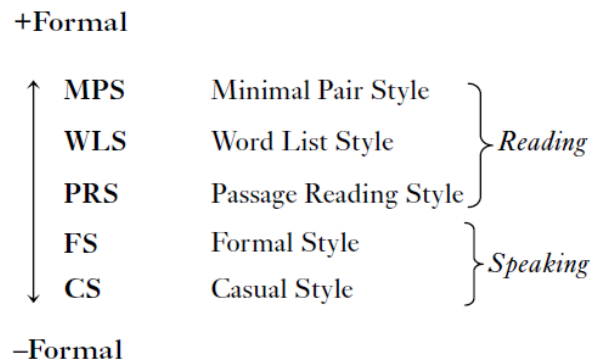 +Formal
MPS Minimal Pair Style
WLS Word List Style
Reading
PRS Passage Reading Style
FS Formal Style
Speaking
CS Casual Style
–Formal